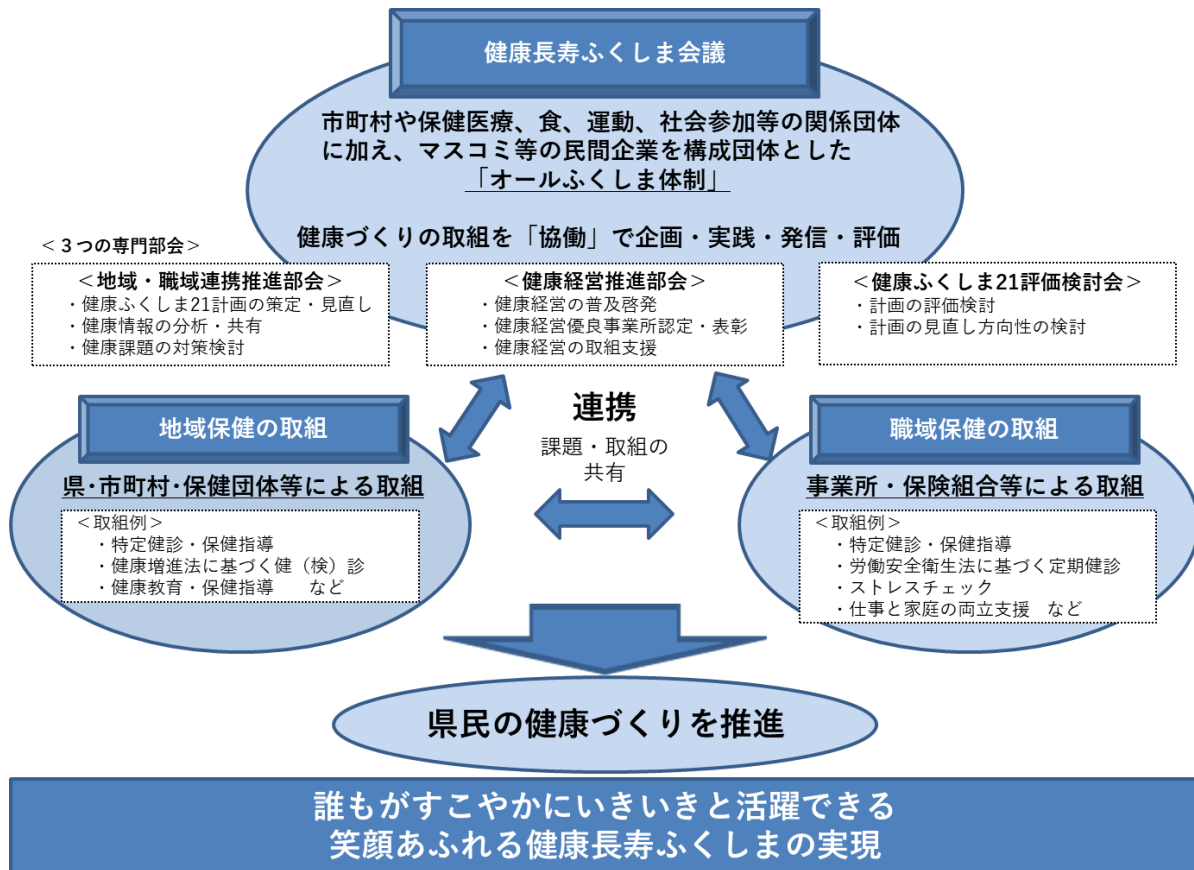 健康長寿ふくしま会議
市町村や保健医療、食、運動、社会参加等の関係団体
に加え、マスコミ等の民間企業を構成団体とした
「オールふくしま体制」
健康づくりの取組を「協働」で企画・実践・発信・評価
＜３つの専門部会＞
＜地域・職域連携推進部会＞
・健康ふくしま21計画の策定・見直し
・健康情報の分析・共有
・健康課題の対策検討
＜健康経営推進部会＞
・健康経営の普及啓発
・健康経営優良事業所認定・表彰
・健康経営の取組支援
＜健康ふくしま21評価検討会＞
・計画の評価検討
・計画の見直し方向性の検討
連携
課題・取組の
共有
地域保健の取組
県･市町村･保健団体等による取組
＜取組例＞
・特定健診・保健指導
・健康増進法に基づく健（検）診
・健康教育・保健指導　　など
職域保健の取組
事業所・保険組合等による取組
＜取組例＞
・特定健診・保健指導
・労働安全衛生法に基づく定期健診
・ストレスチェック
・仕事と家庭の両立支援　など
県民の健康づくりを推進
誰もがすこやかにいきいきと活躍できる
笑顔あふれる健康長寿ふくしまの実現